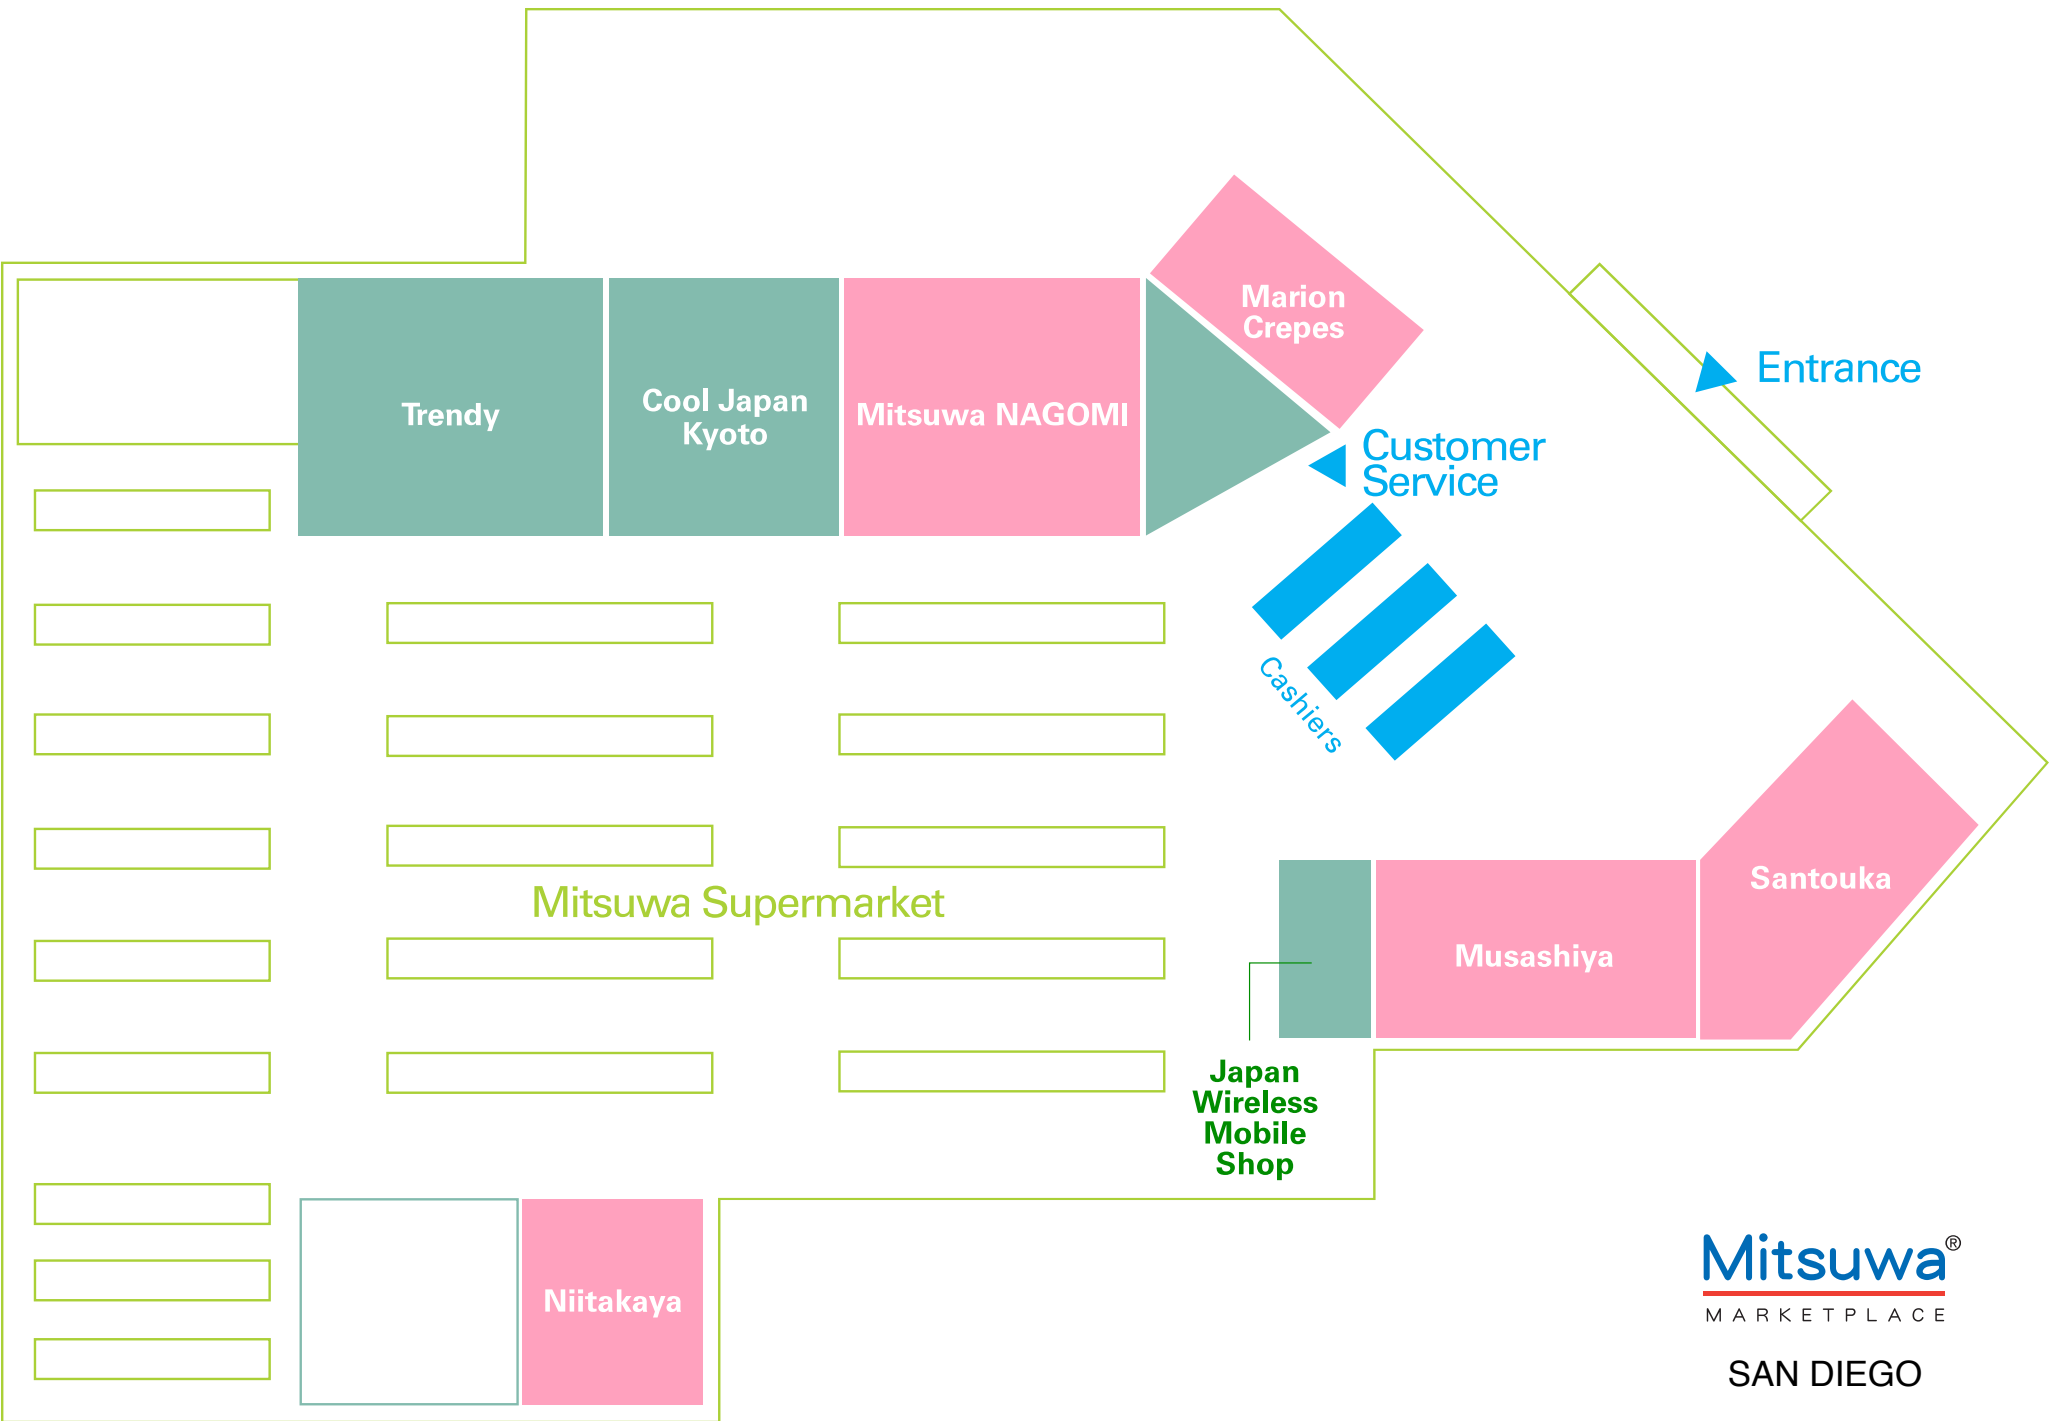 Marion
Crepes
Entrance
Trendy
Cool Japan
Kyoto
Mitsuwa NAGOMI
Customer
Service
Cashiers
Mitsuwa Supermarket
Santouka
Musashiya
Japan
Wireless
Mobile
Shop
Niitakaya
Mitsuwa®
MARKETPLACE
SAN DIEGO